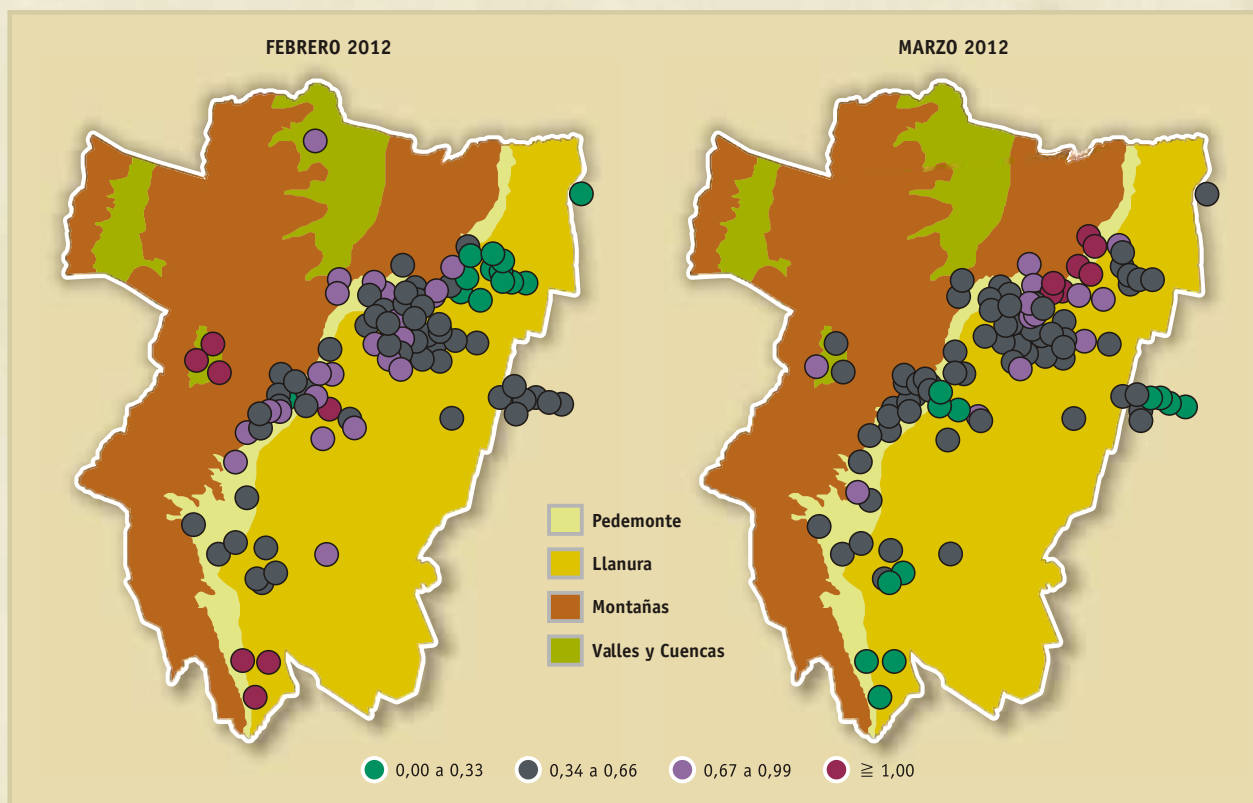 FEBRERO 2012
MARZO 2012
Pedemonte
Llanura
Montañas
Valles y Cuencas
0,00 a 0,33
0,34 a 0,66
0,67 a 0,99
≧ 1,00